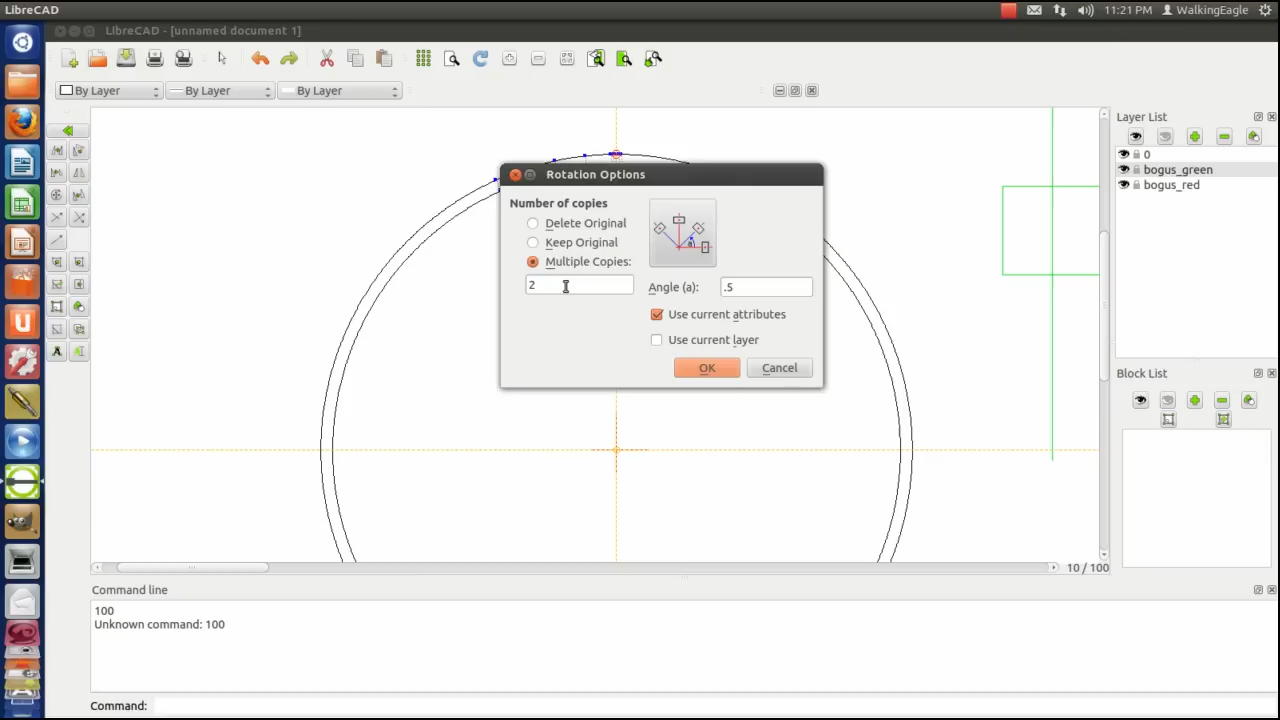 LibreCAD
11:21 PM
WalkingEagle
LibreCAD - [unnamed document 1]
By Layer
By Layer
By Layer
Layer List
0
bogus_green
bogus_red
Rotation Options
Number of copies
Delete Original
Keep Original
Multiple Copies:
2
Angle (a):
.5
Use current attributes
Use current layer
OK
Cancel
Block List
10 / 100
Command line
100
Unknown command: 100
Command: